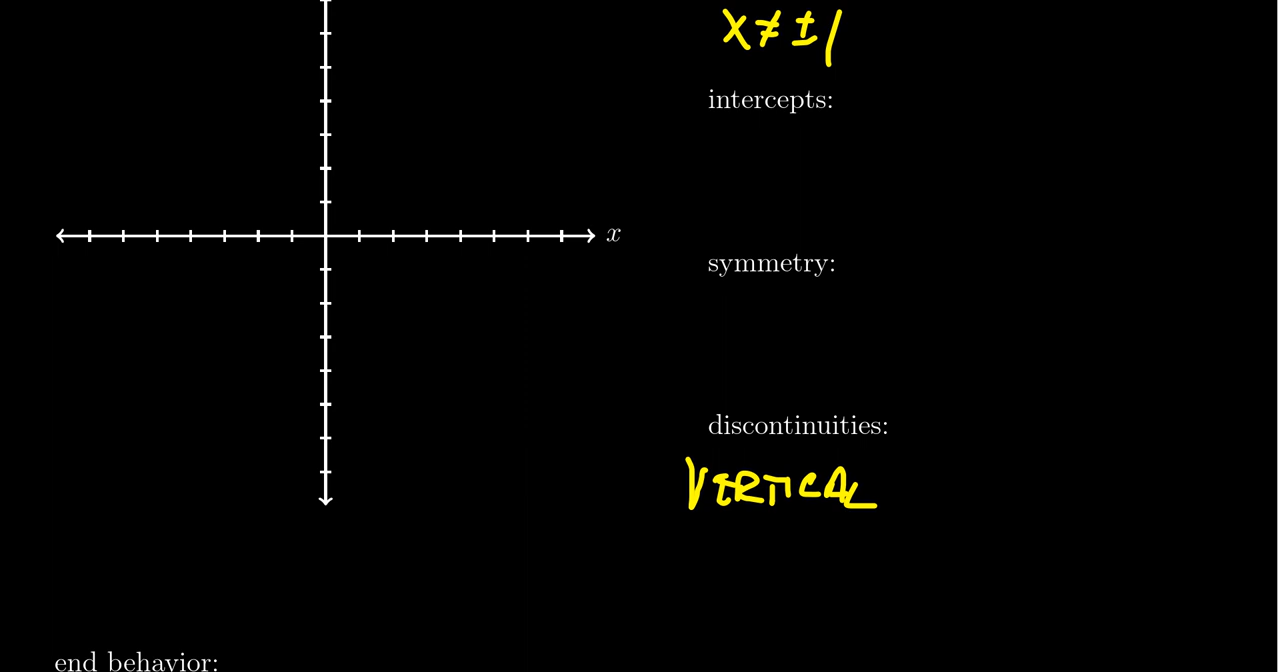 X ≠ ±1
intercepts:
x
symmetry:
discontinuities:
VERTICAL
end behavior: